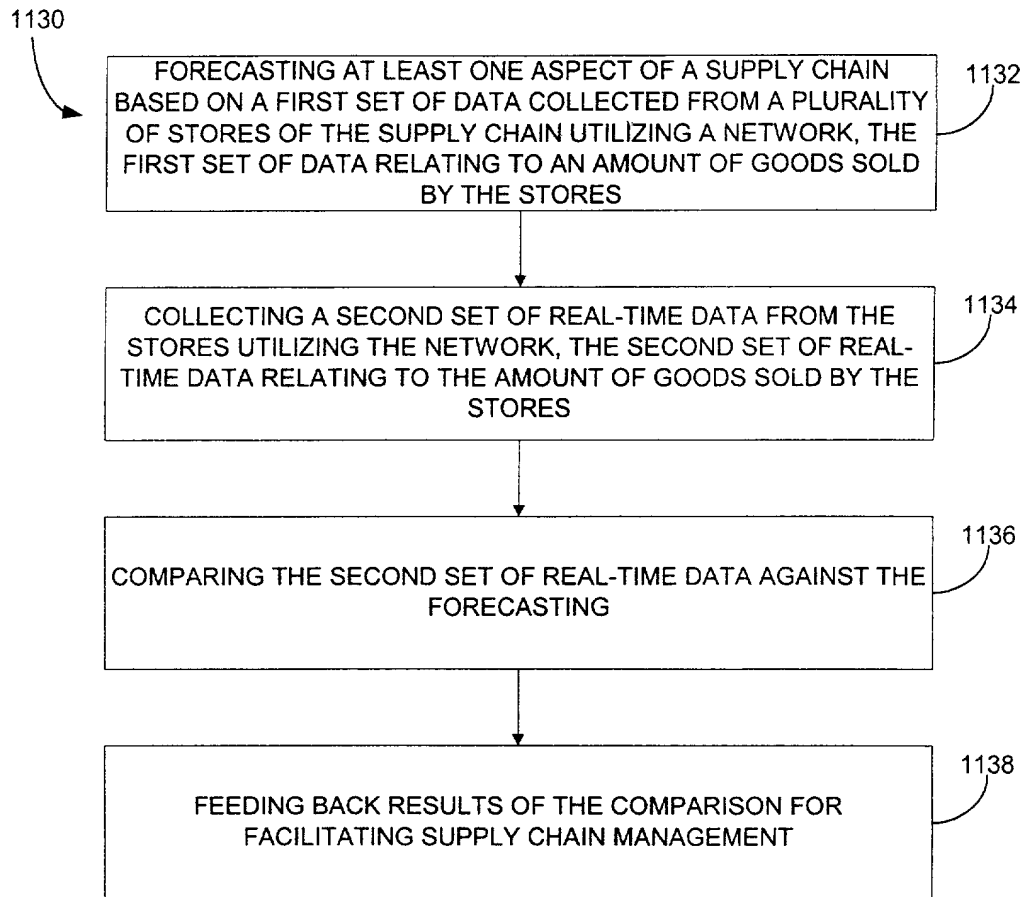 1130
FORECASTING AT LEAST ONE ASPECT OF A SUPPLY CHAIN
BASED ON A FIRST SET OF DATA COLLECTED FROM A PLURALITY
OF STORES OF THE SUPPLY CHAIN UTILIZING A NETWORK, THE
FIRST SET OF DATA RELATING TO AN AMOUNT OF GOODS SOLD
BY THE STORES
1132
COLLECTING A SECOND SET OF REAL-TIME DATA FROM THE
STORES UTILIZING THE NETWORK, THE SECOND SET OF REAL-
TIME DATA RELATING TO THE AMOUNT OF GOODS SOLD BY THE
STORES
1134
COMPARING THE SECOND SET OF REAL-TIME DATA AGAINST THE
FORECASTING
1136
FEEDING BACK RESULTS OF THE COMPARISON FOR
FACILITATING SUPPLY CHAIN MANAGEMENT
1138